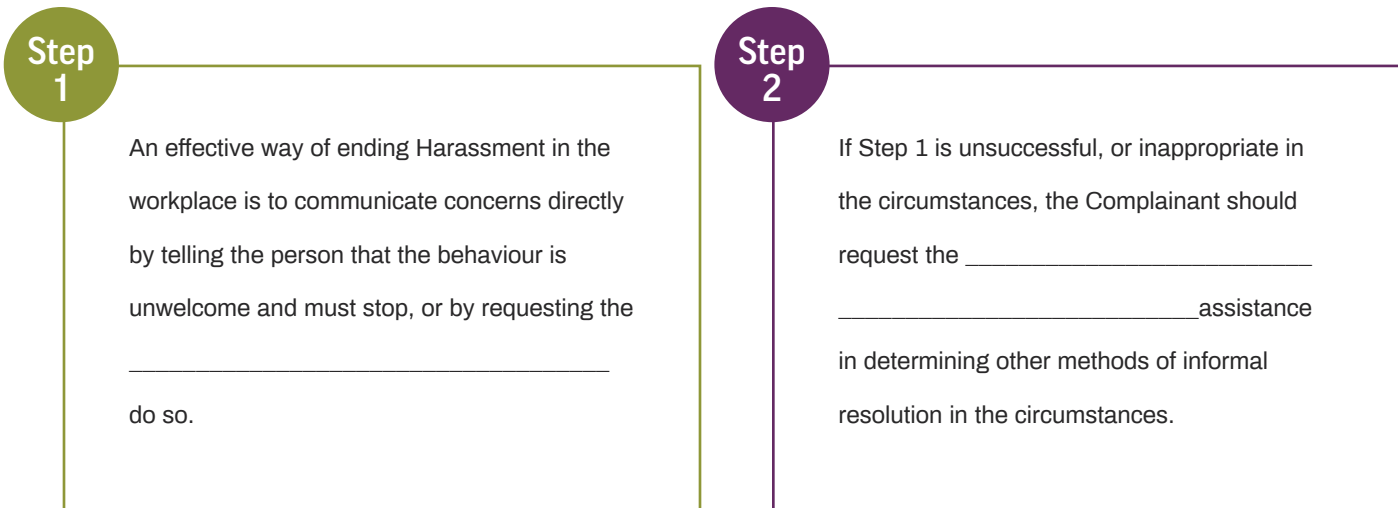 Step
1
An effective way of ending Harassment in the
workplace is to communicate concerns directly
by telling the person that the behaviour is
unwelcome and must stop, or by requesting the
____________________________________
do so.
Step
2
If Step 1 is unsuccessful, or inappropriate in
the circumstances, the Complainant should
request the __________________________
___________________________assistance
in determining other methods of informal
resolution in the circumstances.